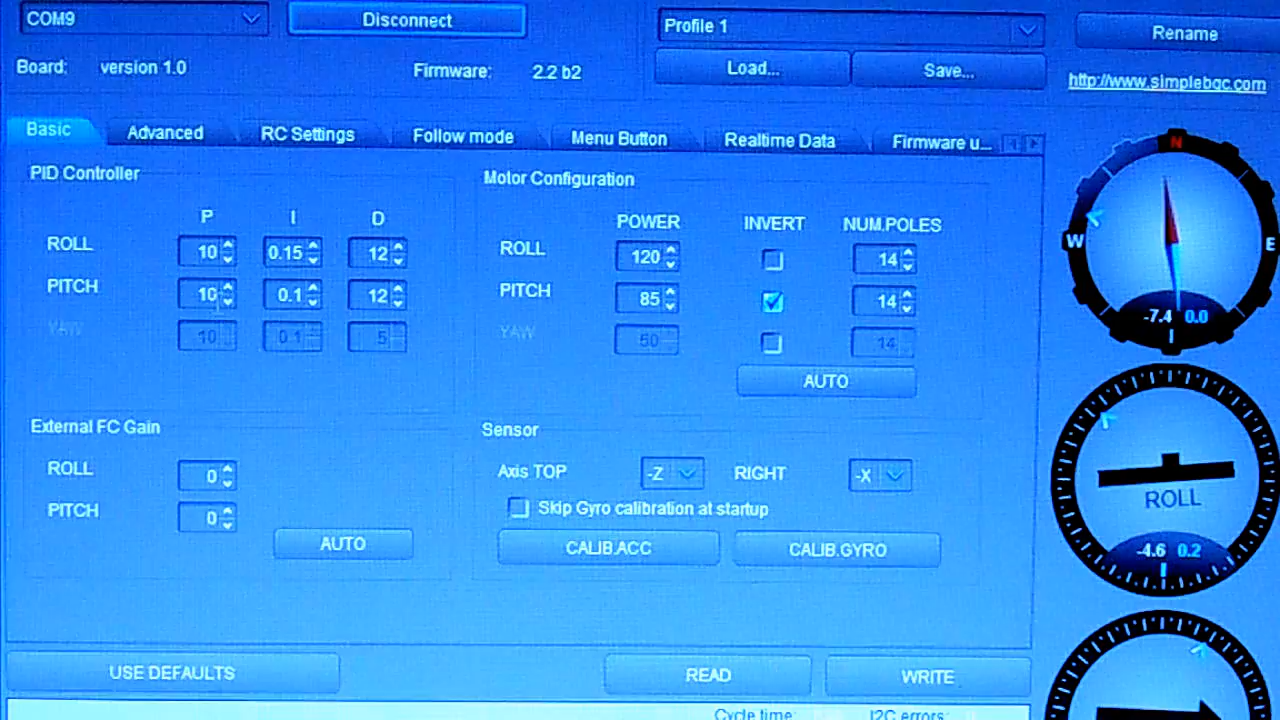 COM9 Disconnect Profile 1 Rename
Board: version 1.0 Firmware: 2.2 b2 Load... Save...
http://www.simplebgc.com
Basic Advanced RC Settings Follow mode Menu Button Realtime Data Firmware u...
PID Controller
P I D
ROLL 10 0.15 12
PITCH 10 0.1 12
YAW 10 0.1 5
Motor Configuration
POWER INVERT NUM.POLES
ROLL 120 14
PITCH 85 14
YAW 50 14
AUTO
External FC Gain
ROLL 0
PITCH 0
AUTO
Sensor
Axis TOP -Z RIGHT -X
Skip Gyro calibration at startup
CALIB.ACC CALIB.GYRO
N
W E
-7.4 0.0
ROLL
-4.6 0.2
USE DEFAULTS READ WRITE
Cycle time: I2C errors: